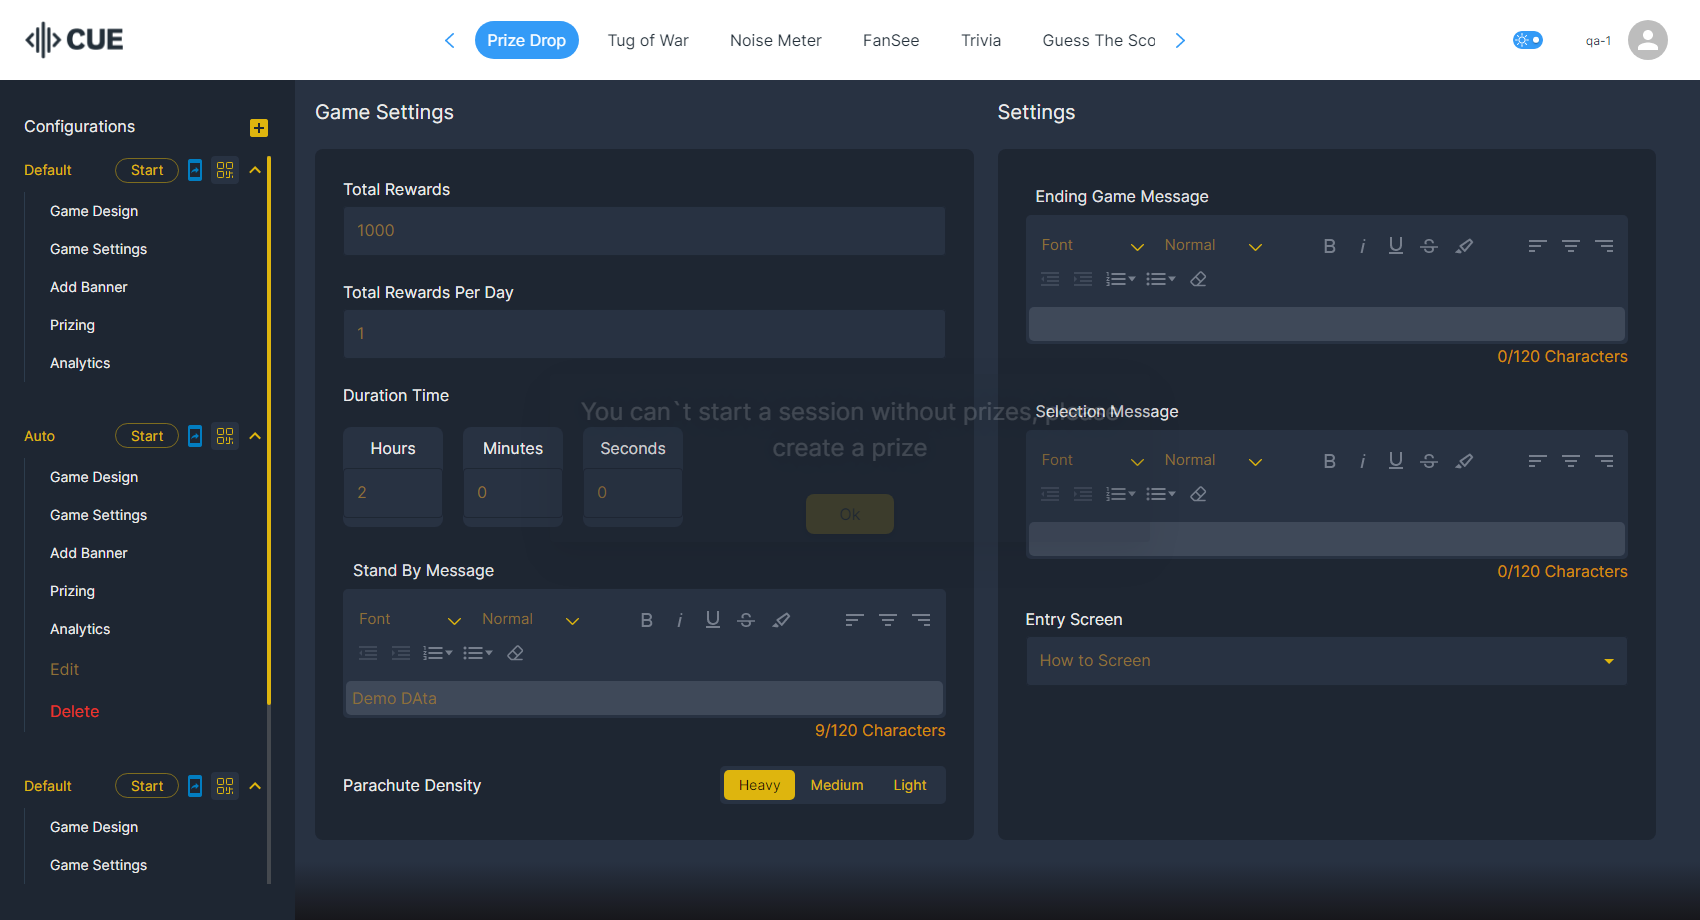 CUE
Prize Drop
Tug of War
Noise Meter
FanSee
Trivia
Guess The Sco
qa-1
Configurations
Default
Start
Game Design
Game Settings
Add Banner
Prizing
Analytics
Auto
Start
Game Design
Game Settings
Add Banner
Prizing
Analytics
Edit
Delete
Default
Start
Game Design
Game Settings
Game Settings
Total Rewards
1000
Total Rewards Per Day
1
Duration Time
Hours
Minutes
Seconds
2
0
0
You can`t start a session without prizes, please
create a prize
Ok
Stand By Message
Font
Normal
Demo DAta
9/120 Characters
Parachute Density
Heavy
Medium
Light
Settings
Ending Game Message
Font
Normal
0/120 Characters
Selection Message
Font
Normal
0/120 Characters
Entry Screen
How to Screen